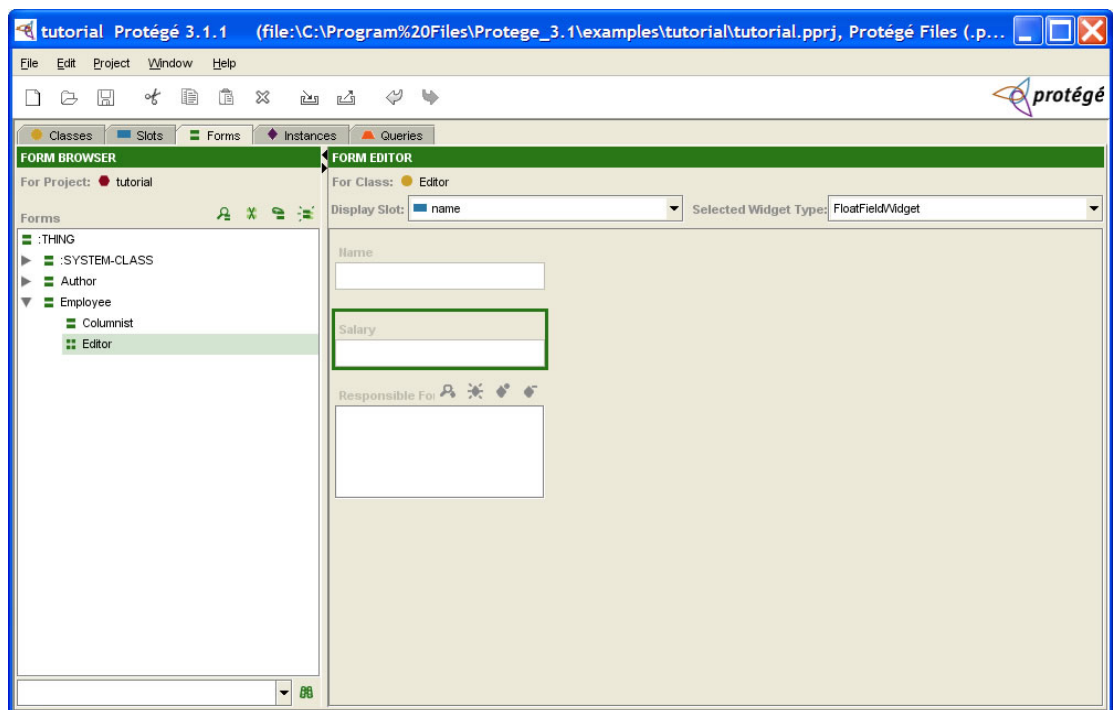 tutorial Protégé 3.1.1 (file:\C:\Program%20Files\Protege_3.1\examples\tutorial\tutorial.pprj, Protégé Files (.p...
File Edit Project Window Help
protégé
Classes Slots Forms Instances Queries
FORM BROWSER
For Project: tutorial
Forms
:THING
:SYSTEM-CLASS
Author
Employee
Columnist
Editor
FORM EDITOR
For Class: Editor
Display Slot: name Selected Widget Type: FloatFieldWidget
Name
Salary
Responsible For